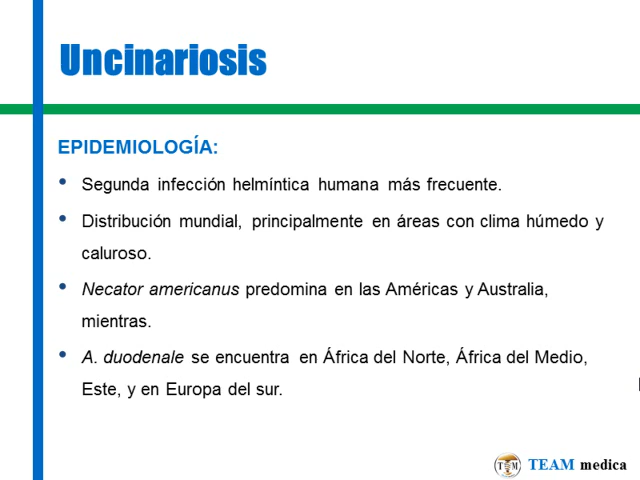 Uncinariosis
EPIDEMIOLOGÍA:
• Segunda infección helmíntica humana más frecuente.
• Distribución mundial, principalmente en áreas con clima húmedo y
caluroso.
• Necator americanus predomina en las Américas y Australia,
mientras.
• A. duodenale se encuentra en África del Norte, África del Medio,
Este, y en Europa del sur.
TEAM medica